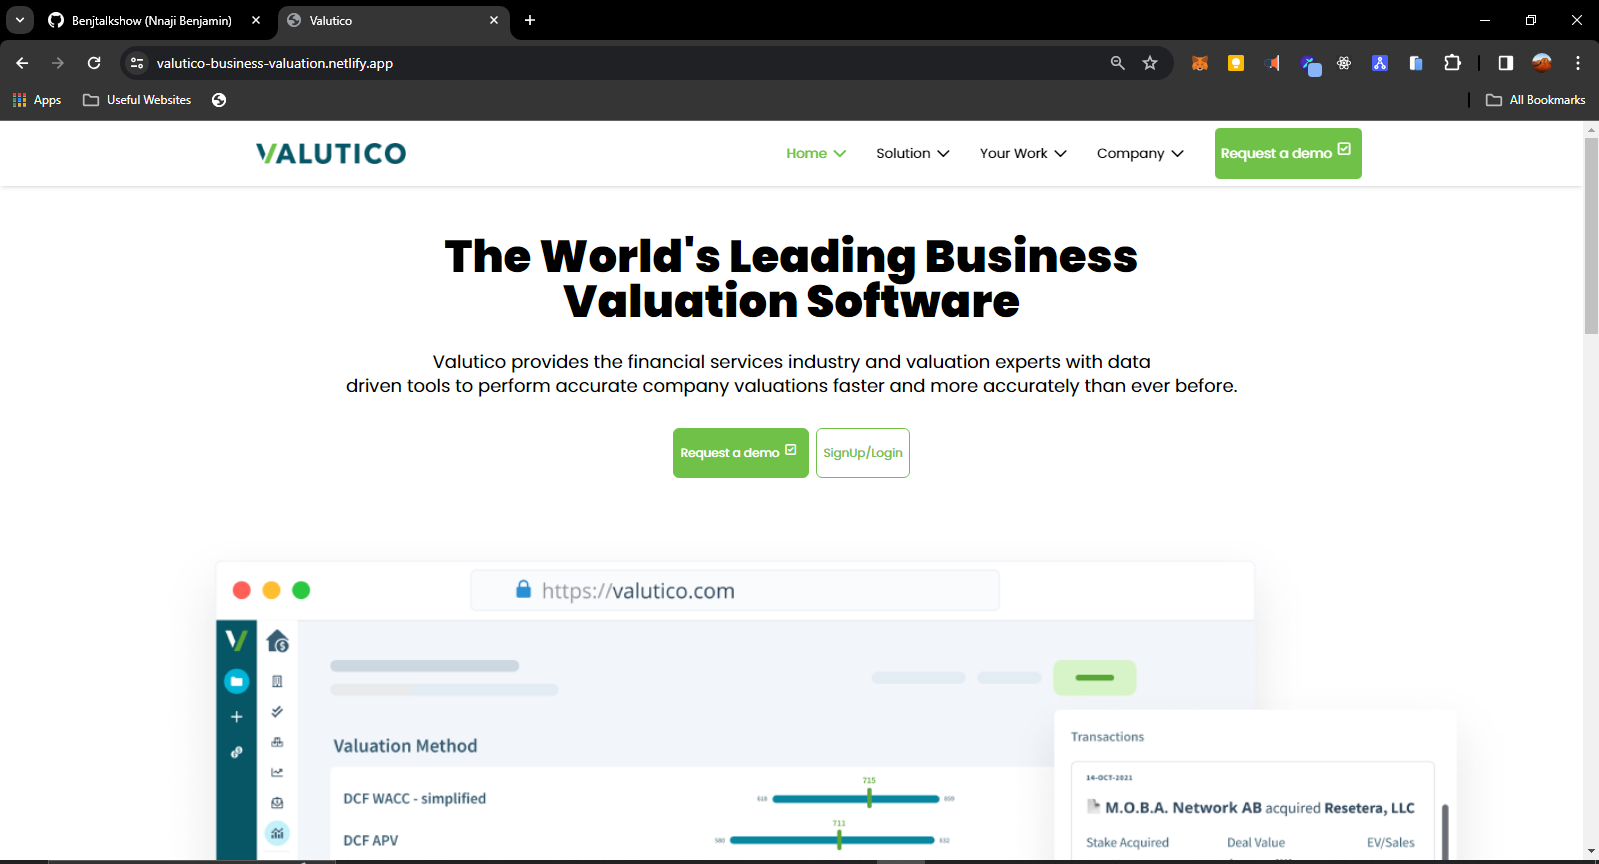 Benjtalkshow (Nnaji Benjamin)
Valutico
valutico-business-valuation.netlify.app
Apps
Useful Websites
All Bookmarks
VALUTICO
Home
Solution
Your Work
Company
Request a demo
The World's Leading Business
Valuation Software
Valutico provides the financial services industry and valuation experts with data
driven tools to perform accurate company valuations faster and more accurately than ever before.
Request a demo
SignUp/Login
https://valutico.com
Valuation Method
DCF WACC - simplified
715
DCF APV
711
Transactions
14-OCT-2021
M.O.B.A. Network AB acquired Resetera, LLC
Stake Acquired
Deal Value
EV/Sales